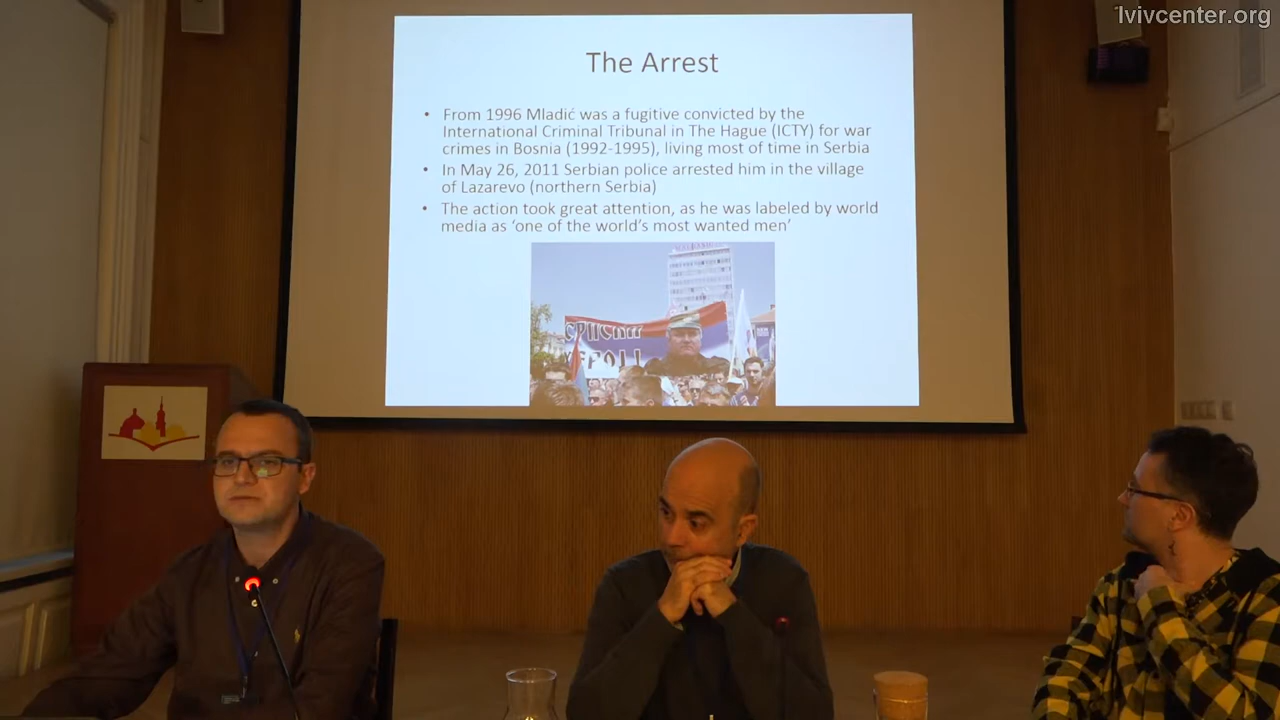 lvivcenter.org
The Arrest
• From 1996 Mladić was a fugitive convicted by the
International Criminal Tribunal in The Hague (ICTY) for war
crimes in Bosnia (1992-1995), living most of time in Serbia
• In May 26, 2011 Serbian police arrested him in the village
of Lazarevo (northern Serbia)
• The action took great attention, as he was labeled by world
media as ‘one of the world’s most wanted men’
СРПСКИ
ХЕРОЈ